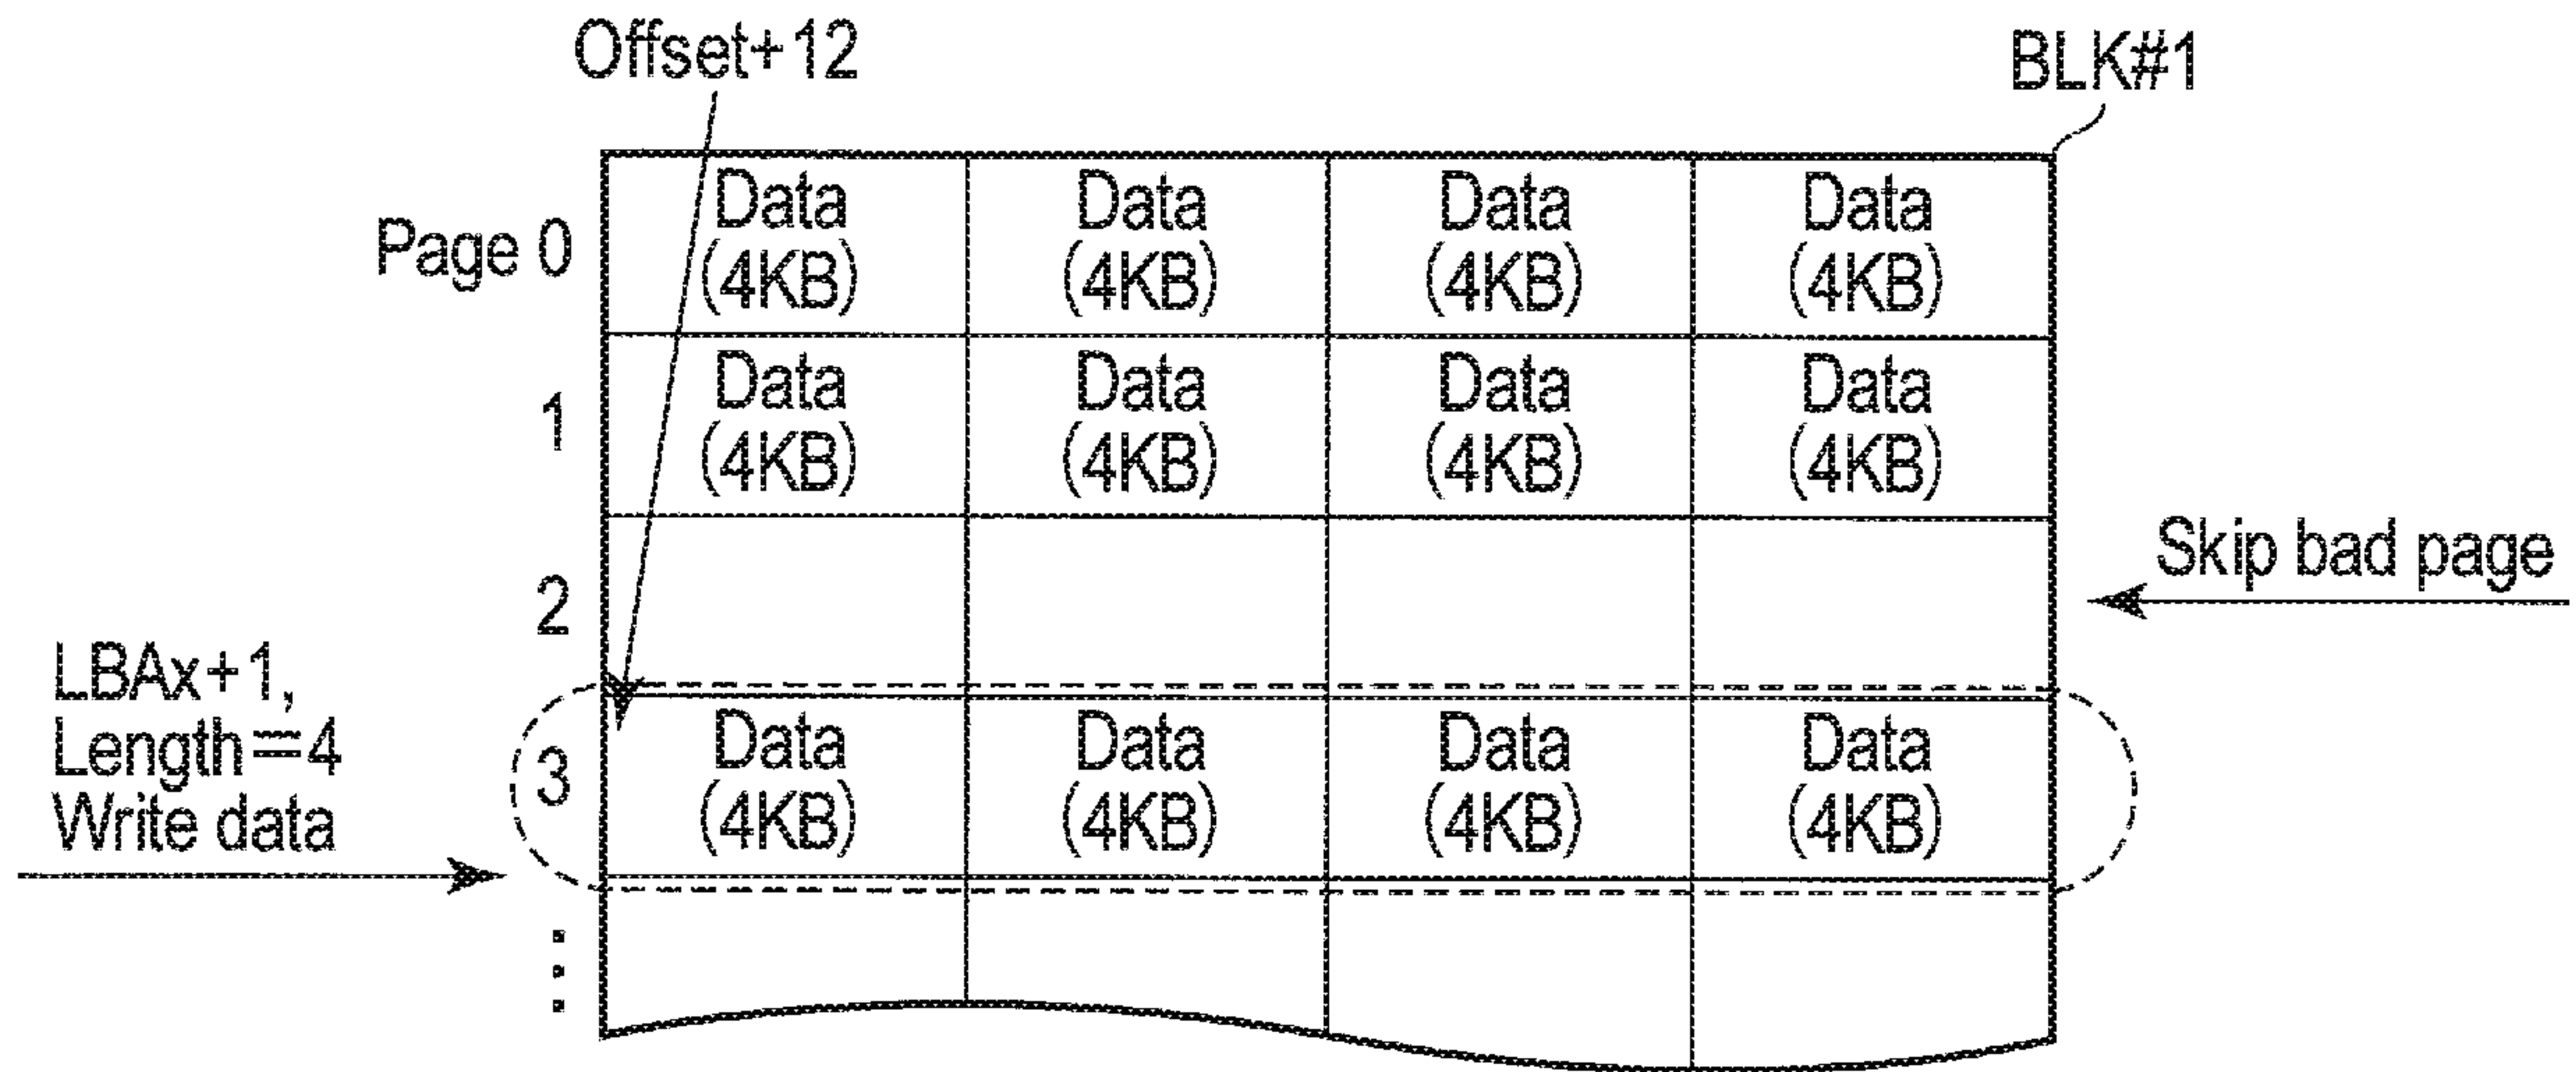 Offset+12
BLK#1
Page 0
Data Data Data Data
(4KB) (4KB) (4KB) (4KB)
1
Data Data Data Data
(4KB) (4KB) (4KB) (4KB)
2
Skip bad page
LBAx+1,
Length=4
Write data
3
Data Data Data Data
(4KB) (4KB) (4KB) (4KB)